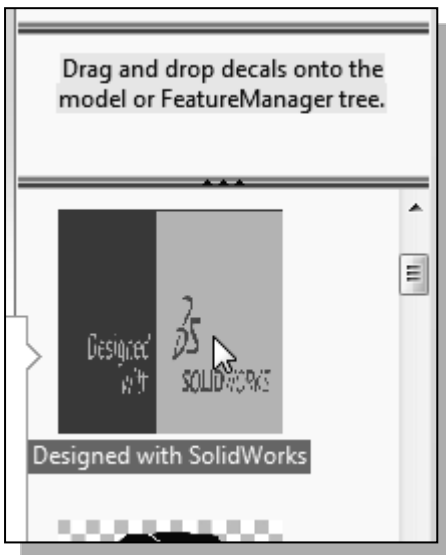 Drag and drop decals onto the
model or FeatureManager tree.
Designed
with
SOLIDWORKS
Designed with SolidWorks